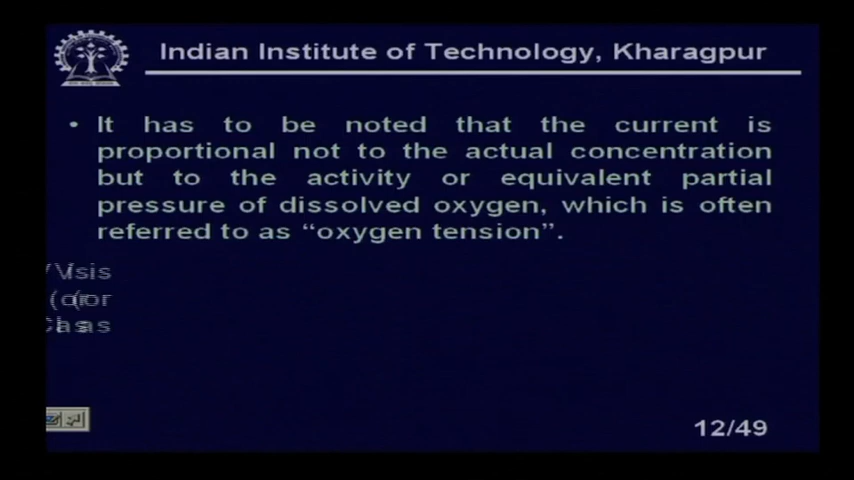 Indian Institute of Technology, Kharagpur
• It has to be noted that the current is
proportional not to the actual concentration
but to the activity or equivalent partial
pressure of dissolved oxygen, which is often
referred to as “oxygen tension”.
12/49